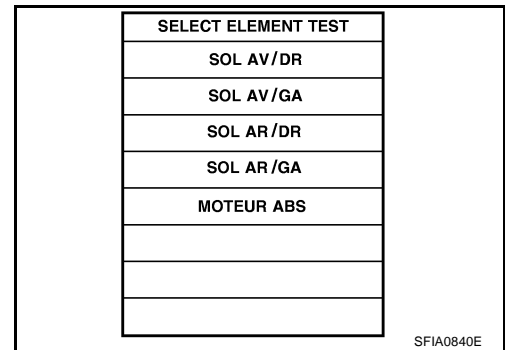 SELECT ELEMENT TEST
SOL AV/DR
SOL AV/GA
SOL AR/DR
SOL AR/GA
MOTEUR ABS
SFIA0840E